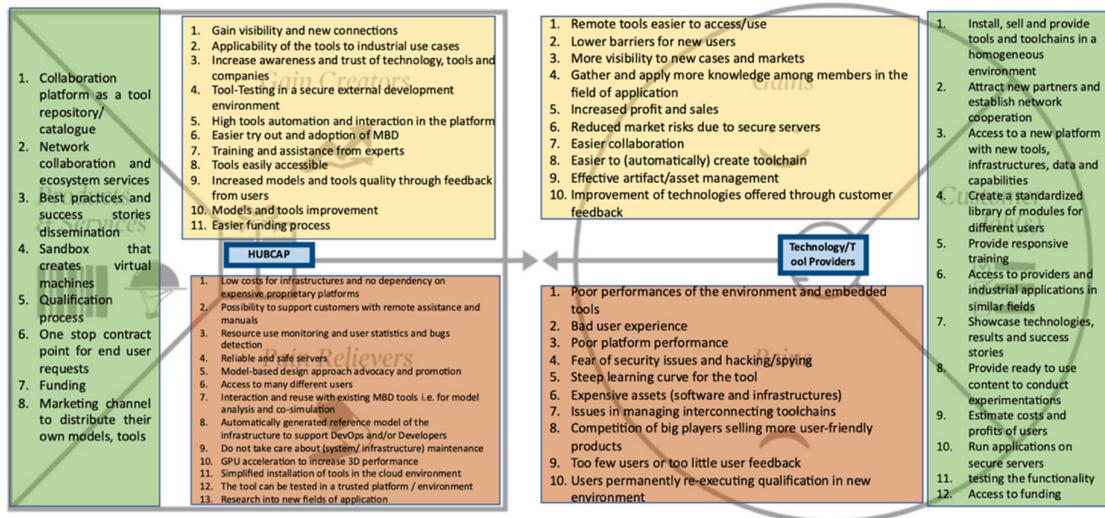 1. Collaboration
platform as a tool
repository/
catalogue
2. Network
collaboration and
ecosystem services
3. Best practices and
success stories
dissemination
4. Sandbox that
creates virtual
machines
5. Qualification
process
6. One stop contract
point for end user
requests
7. Funding
8. Marketing channel
to distribute their
own models, tools
Products
& Services
1. Gain visibility and new connections
2. Applicability of the tools to industrial use cases
3. Increase awareness and trust of technology, tools and
companies
4. Tool-Testing in a secure external development
environment
5. High tools automation and interaction in the platform
6. Easier try out and adoption of MBD
7. Training and assistance from experts
8. Tools easily accessible
9. Increased models and tools quality through feedback
from users
10. Models and tools improvement
11. Easier funding process
Gain Creators
HUBCAP
1. Low costs for infrastructures and no dependency on
expensive proprietary platforms
2. Possibility to support customers with remote assistance and
manuals
3. Resource use monitoring and user statistics and bugs
detection
4. Reliable and safe servers
5. Model-based design approach advocacy and promotion
6. Access to many different users
7. Interaction and reuse with existing MBD tools i.e. for model
analysis and co-simulation
8. Automatically generated reference model of the
infrastructure to support DevOps and/or Developers
9. Do not take care about (system/ infrastructure) maintenance
10. GPU acceleration to increase 3D performance
11. Simplified installation of tools in the cloud environment
12. The tool can be tested in a trusted platform / environment
13. Research into new fields of application
Pain Relievers
1. Remote tools easier to access/use
2. Lower barriers for new users
3. More visibility to new cases and markets
4. Gather and apply more knowledge among members in the
field of application
5. Increased profit and sales
6. Reduced market risks due to secure servers
7. Easier collaboration
8. Easier to (automatically) create toolchain
9. Effective artifact/asset management
10. Improvement of technologies offered through customer
feedback
Gains
Technology/T
ool Providers
1. Poor performances of the environment and embedded
tools
2. Bad user experience
3. Poor platform performance
4. Fear of security issues and hacking/spying
5. Steep learning curve for the tool
6. Expensive assets (software and infrastructures)
7. Issues in managing interconnecting toolchains
8. Competition of big players selling more user-friendly
products
9. Too few users or too little user feedback
10. Users permanently re-executing qualification in new
environment
Pains
1. Install, sell and provide
tools and toolchains in a
homogeneous
environment
2. Attract new partners and
establish network
cooperation
3. Access to a new platform
with new tools,
infrastructures, data and
capabilities
4. Create a standardized
library of modules for
different users
5. Provide responsive
training
6. Access to providers and
industrial applications in
similar fields
7. Showcase technologies,
results and success
stories
8. Provide ready to use
content to conduct
experimentations
9. Estimate costs and
profits of users
10. Run applications on
secure servers
11. testing the functionality
12. Access to funding
Customer
Job(s)